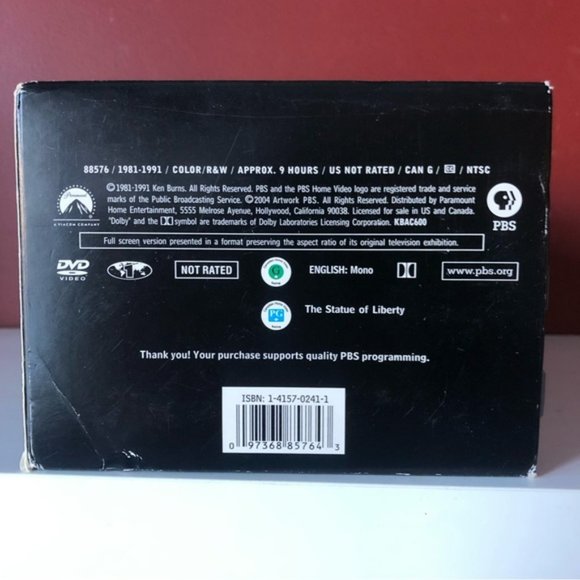 88576 / 1981-1991 / COLOR/R&W / APPROX. 9 HOURS / US NOT RATED / CAN G / CC / NTSC
©1981-1991 Ken Burns. All Rights Reserved. PBS and the PBS Home Video logo are registered trade and service
marks of the Public Broadcasting Service. ©2004 Artwork PBS. All Rights Reserved. Distributed by Paramount
Home Entertainment, 5555 Melrose Avenue, Hollywood, California 90038. Licensed for sale in US and Canada.
"Dolby" and the symbol are trademarks of Dolby Laboratories Licensing Corporation. KBAC600
A VIACOM COMPANY
PBS
Full screen version presented in a format preserving the aspect ratio of its original television exhibition.
DVD
VIDEO
NOT RATED
G
ENGLISH: Mono
www.pbs.org
PG
The Statue of Liberty
Thank you! Your purchase supports quality PBS programming.
ISBN: 1-4157-0241-1
0 97368 85764 3